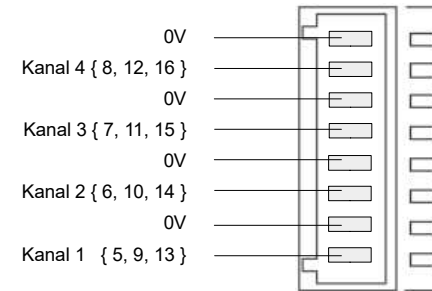 0V
Kanal 4 { 8, 12, 16 }
0V
Kanal 3 { 7, 11, 15 }
0V
Kanal 2 { 6, 10, 14 }
0V
Kanal 1 { 5, 9, 13 }